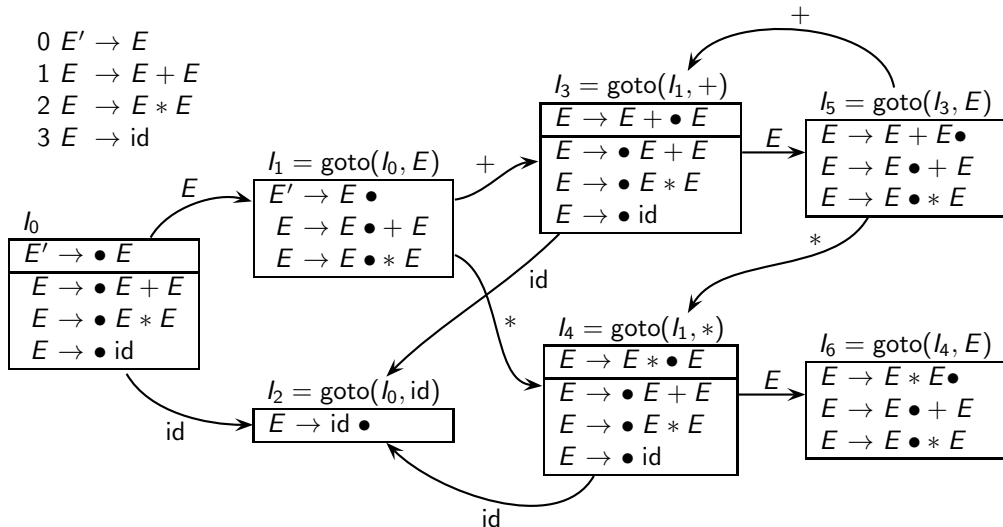 0 E′ → E
1 E → E + E
2 E → E ∗ E
3 E → id
I₀
E′ → • E
E → • E + E
E → • E ∗ E
E → • id
E
id
I₁ = goto(I₀, E)
E′ → E •
E → E • + E
E → E • ∗ E
+
∗
I₂ = goto(I₀, id)
E → id •
I₃ = goto(I₁, +)
E → E + • E
E → • E + E
E → • E ∗ E
E → • id
E
id
I₄ = goto(I₁, ∗)
E → E ∗ • E
E → • E + E
E → • E ∗ E
E → • id
E
id
+
I₅ = goto(I₃, E)
E → E + E•
E → E • + E
E → E • ∗ E
∗
I₆ = goto(I₄, E)
E → E ∗ E•
E → E • + E
E → E • ∗ E